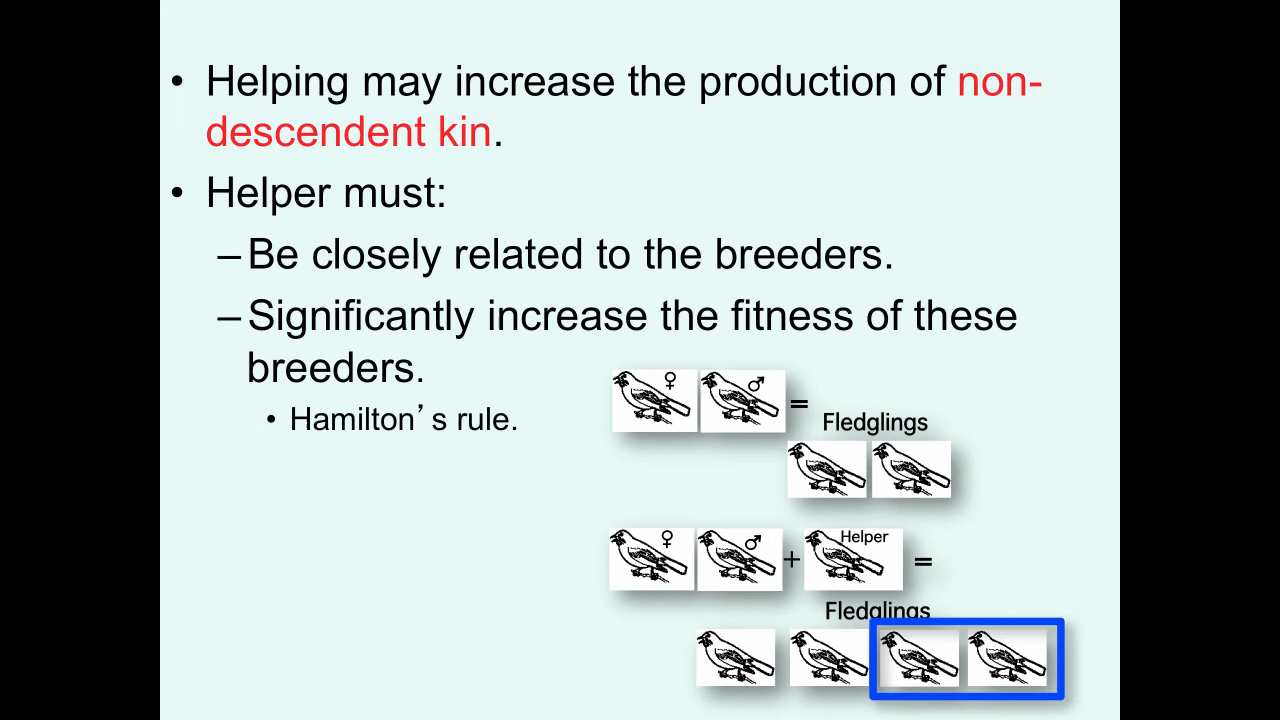 • Helping may increase the production of non-
descendent kin.
• Helper must:
–Be closely related to the breeders.
–Significantly increase the fitness of these
breeders.
• Hamilton’s rule.
♀ ♂ =
Fledglings
♀ ♂ + Helper =
Fledglings